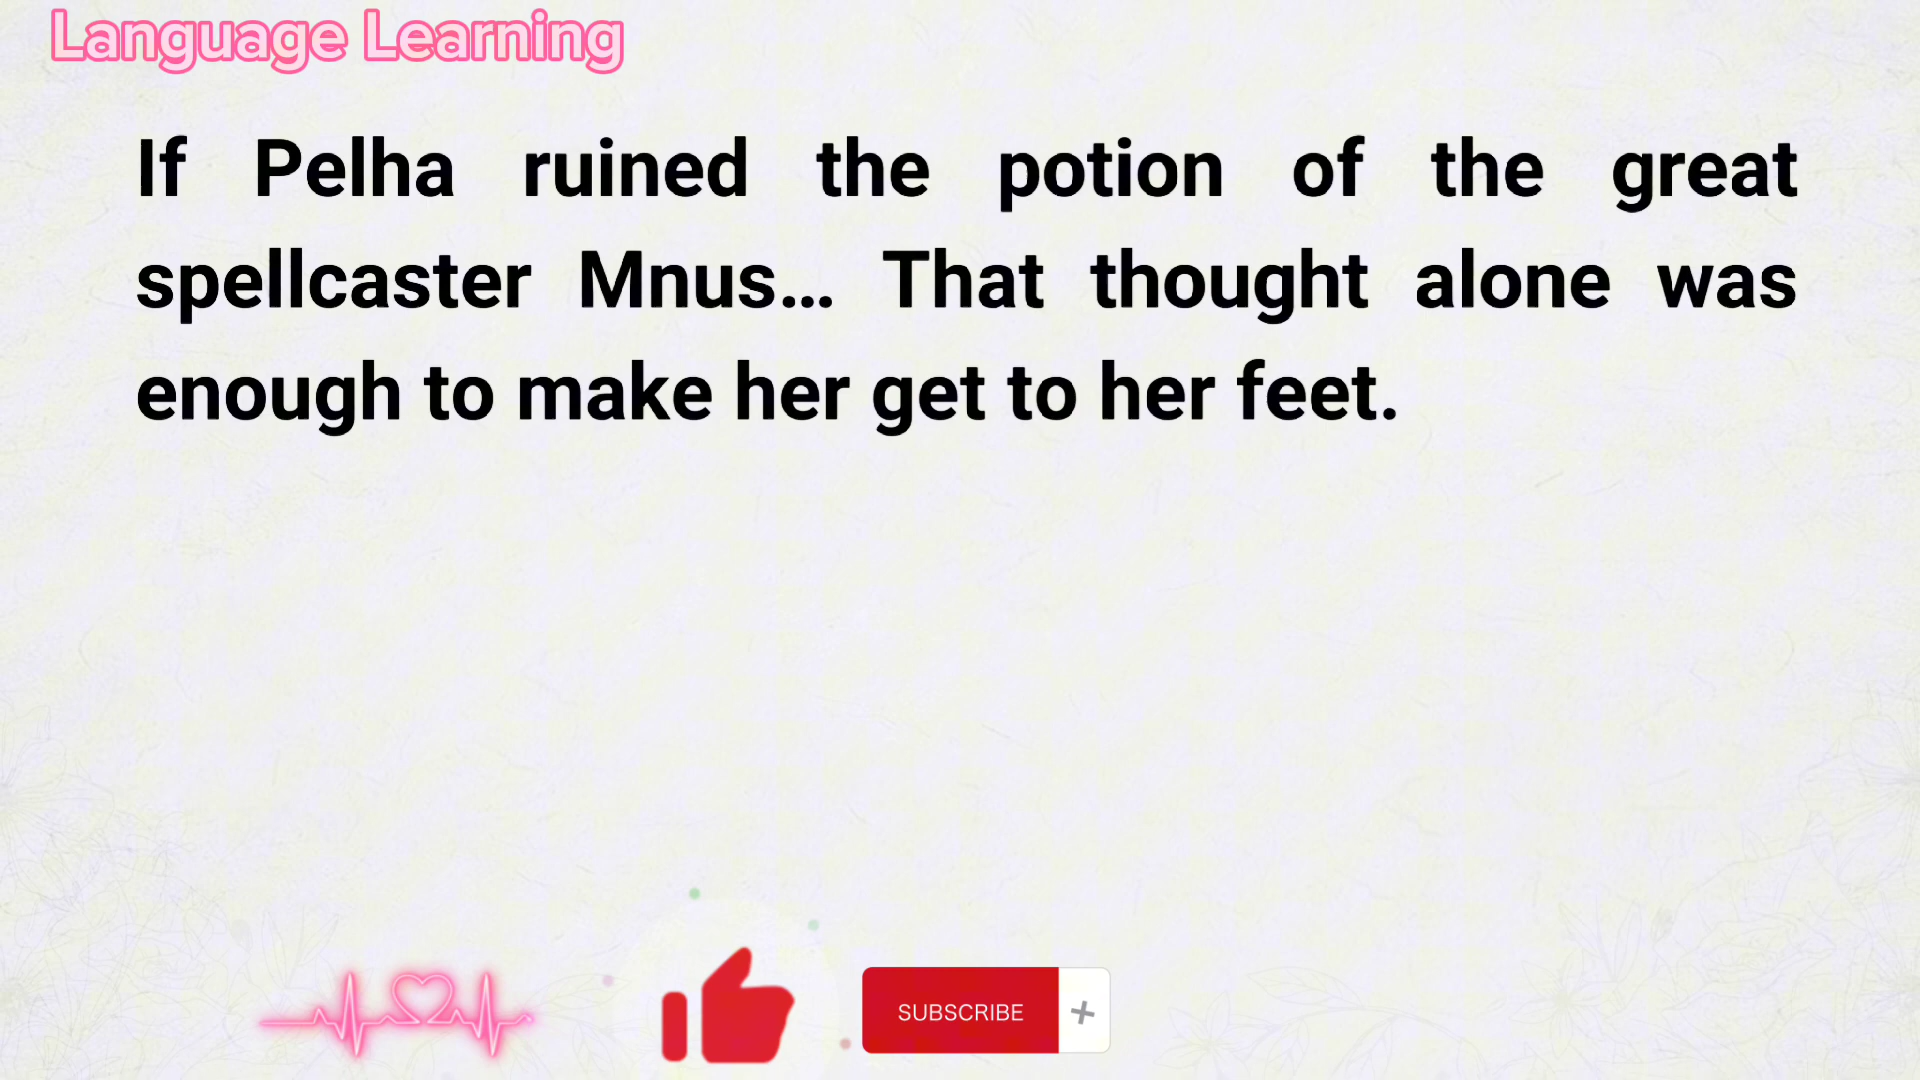 Language Learning
If Pelha ruined the potion of the great
spellcaster Mnus... That thought alone was
enough to make her get to her feet.
SUBSCRIBE +